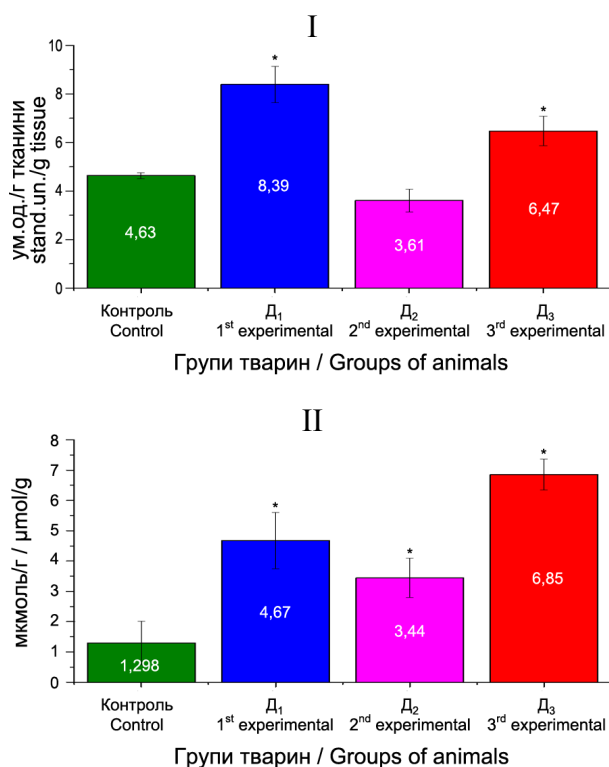 I
ум.од./г тканини
stand.un./g tissue
10
8
6
4
2
0
*
*
4,63
8,39
3,61
6,47
Контроль Д₁ Д₂ Д₃
Control 1st experimental 2nd experimental 3rd experimental
Групи тварин / Groups of animals
II
мкмоль/г / μmol/g
8
7
6
5
4
3
2
1
0
*
*
*
1,298
4,67
3,44
6,85
Контроль Д₁ Д₂ Д₃
Control 1st experimental 2nd experimental 3rd experimental
Групи тварин / Groups of animals